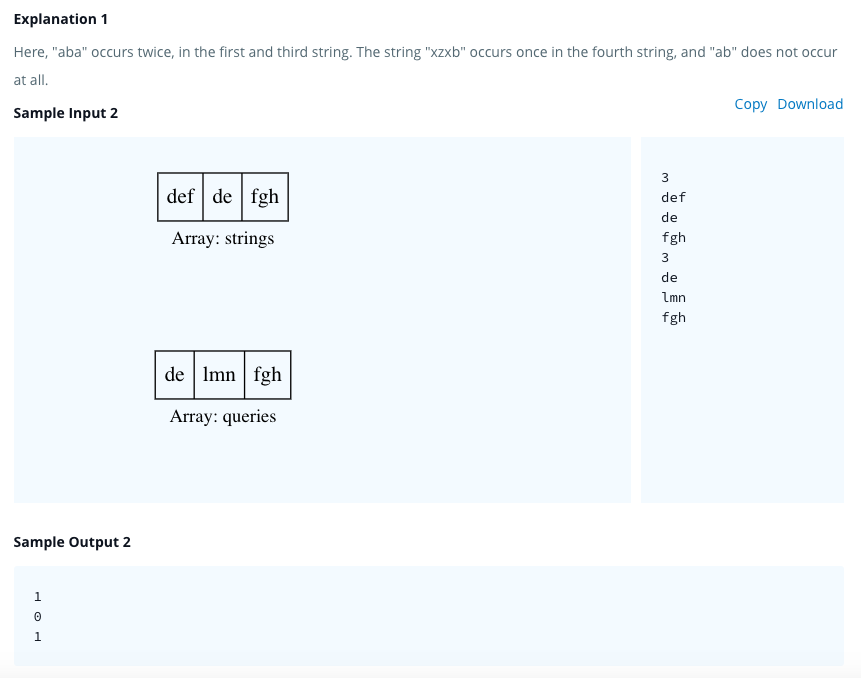 Explanation 1
Here, "aba" occurs twice, in the first and third string. The string "xzxb" occurs once in the fourth string, and "ab" does not occur
at all.
Copy Download
Sample Input 2
def de fgh
Array: strings
de lmn fgh
Array: queries
3
def
de
fgh
3
de
lmn
fgh
Sample Output 2
1
0
1